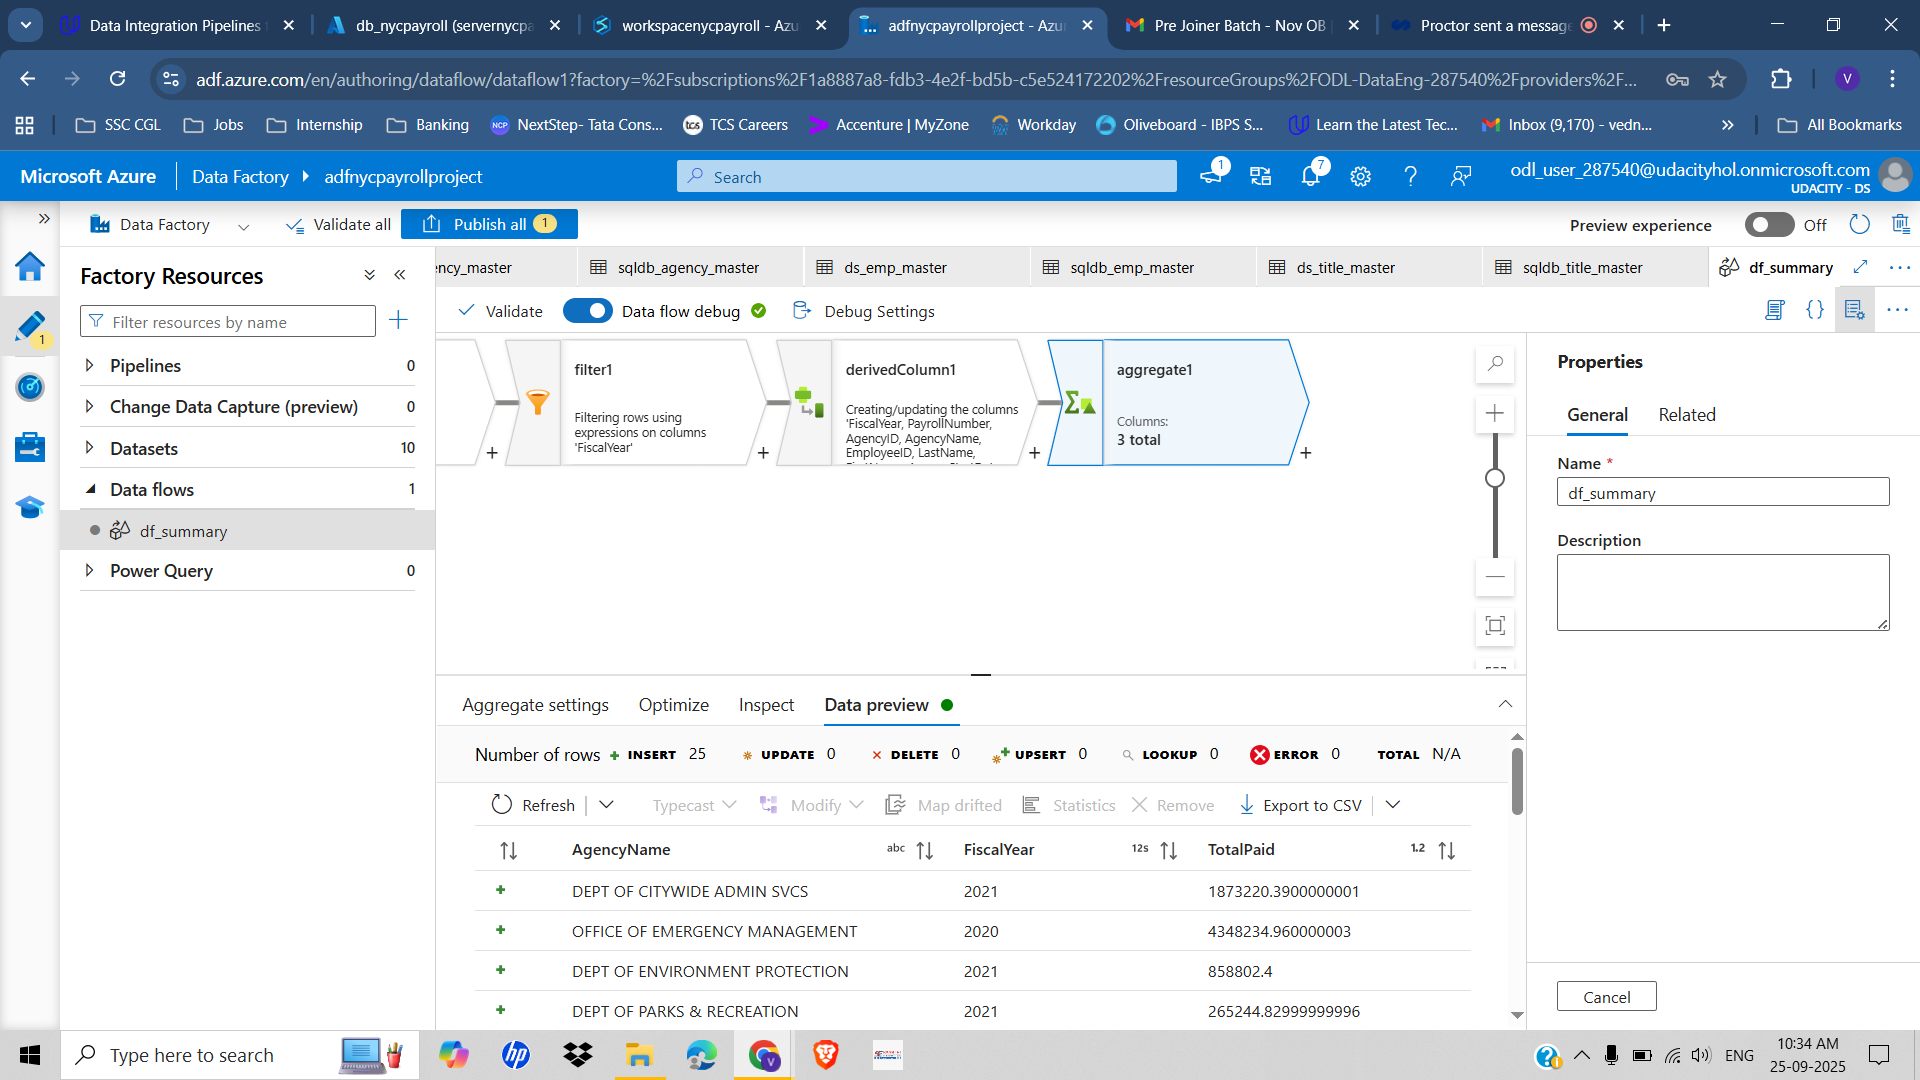 Data Integration Pipelines
db_nycpayroll (servernycpa
workspacenycpayroll - Azu
adfnycpayrollproject - Azu
Pre Joiner Batch - Nov OB
Proctor sent a message
adf.azure.com/en/authoring/dataflow/dataflow1?factory=%2Fsubscriptions%2F1a8887a8-fdb3-4e2f-bd5b-c5e524172202%2FresourceGroups%2FODL-DataEng-287540%2Fproviders%2F...
V
SSC CGL
Jobs
Internship
Banking
NextStep- Tata Cons...
TCS Careers
Accenture | MyZone
Workday
Oliveboard - IBPS S...
Learn the Latest Tec...
Inbox (9,170) - vedn...
All Bookmarks
Microsoft Azure
Data Factory
adfnycpayrollproject
Search
1
7
odl_user_287540@udacityhol.onmicrosoft.com
UDACITY - DS
Data Factory
Validate all
Publish all 1
Preview experience
Off
1
Factory Resources
Filter resources by name
Pipelines 0
Change Data Capture (preview) 0
Datasets 10
Data flows 1
df_summary
Power Query 0
ency_master
sqldb_agency_master
ds_emp_master
sqldb_emp_master
ds_title_master
sqldb_title_master
df_summary
Validate
Data flow debug
Debug Settings
filter1
Filtering rows using
expressions on columns
'FiscalYear'
derivedColumn1
Creating/updating the columns
'FiscalYear, PayrollNumber,
AgencyID, AgencyName,
EmployeeID, LastName,
aggregate1
Columns:
3 total
Properties
General
Related
Name *
df_summary
Description
Cancel
Aggregate settings
Optimize
Inspect
Data preview
Number of rows
INSERT 25
UPDATE 0
DELETE 0
UPSERT 0
LOOKUP 0
ERROR 0
TOTAL N/A
Refresh
Typecast
Modify
Map drifted
Statistics
Remove
Export to CSV
AgencyName abc
FiscalYear 12s
TotalPaid 1.2
DEPT OF CITYWIDE ADMIN SVCS 2021 1873220.3900000001
OFFICE OF EMERGENCY MANAGEMENT 2020 4348234.960000003
DEPT OF ENVIRONMENT PROTECTION 2021 858802.4
DEPT OF PARKS & RECREATION 2021 265244.82999999996
Type here to search
ENG
10:34 AM
25-09-2025